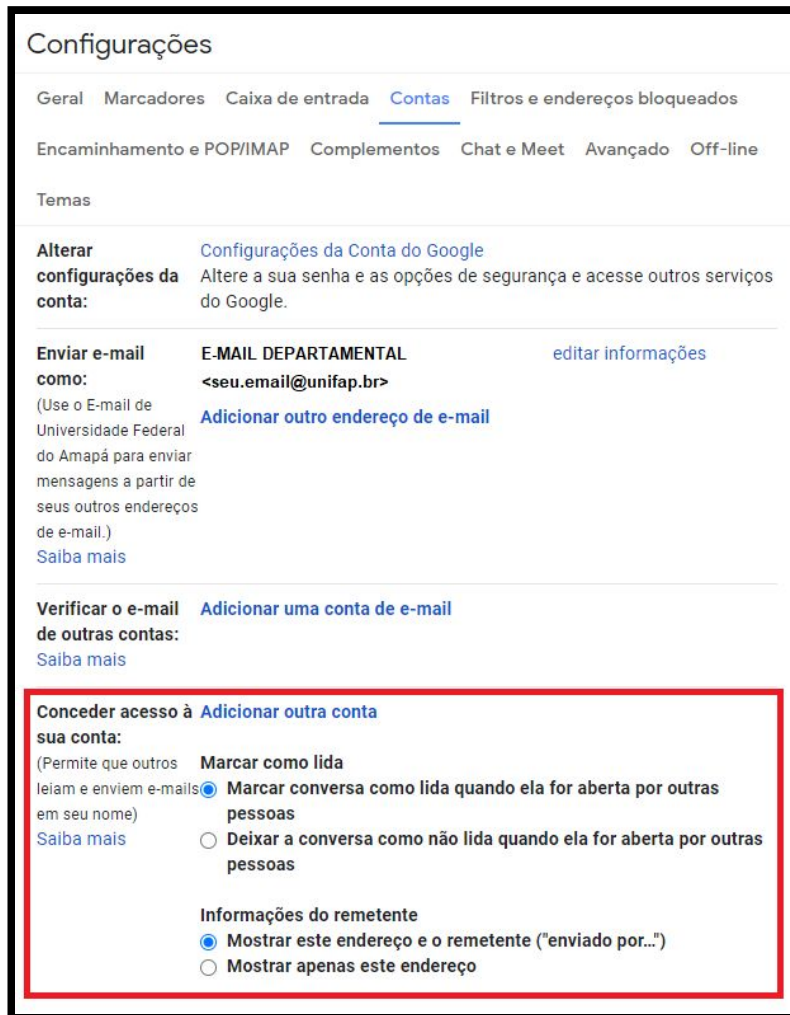 Configurações
Geral Marcadores Caixa de entrada Contas Filtros e endereços bloqueados
Encaminhamento e POP/IMAP Complementos Chat e Meet Avançado Off-line
Temas
Alterar configurações da conta:
Configurações da Conta do Google
Altere a sua senha e as opções de segurança e acesse outros serviços
do Google.
Enviar e-mail
como:
(Use o E-mail de
Universidade Federal
do Amapá para enviar
mensagens a partir de
seus outros endereços
de e-mail.)
Saiba mais
E-MAIL DEPARTAMENTAL
<seu.email@unifap.br>
editar informações
Adicionar outro endereço de e-mail
Verificar o e-mail
de outras contas:
Saiba mais
Adicionar uma conta de e-mail
Conceder acesso à
sua conta:
(Permite que outros
leiam e enviem e-mails
em seu nome)
Saiba mais
Adicionar outra conta
Marcar como lida
Marcar conversa como lida quando ela for aberta por outras
pessoas
Deixar a conversa como não lida quando ela for aberta por outras
pessoas
Informações do remetente
Mostrar este endereço e o remetente ("enviado por...")
Mostrar apenas este endereço